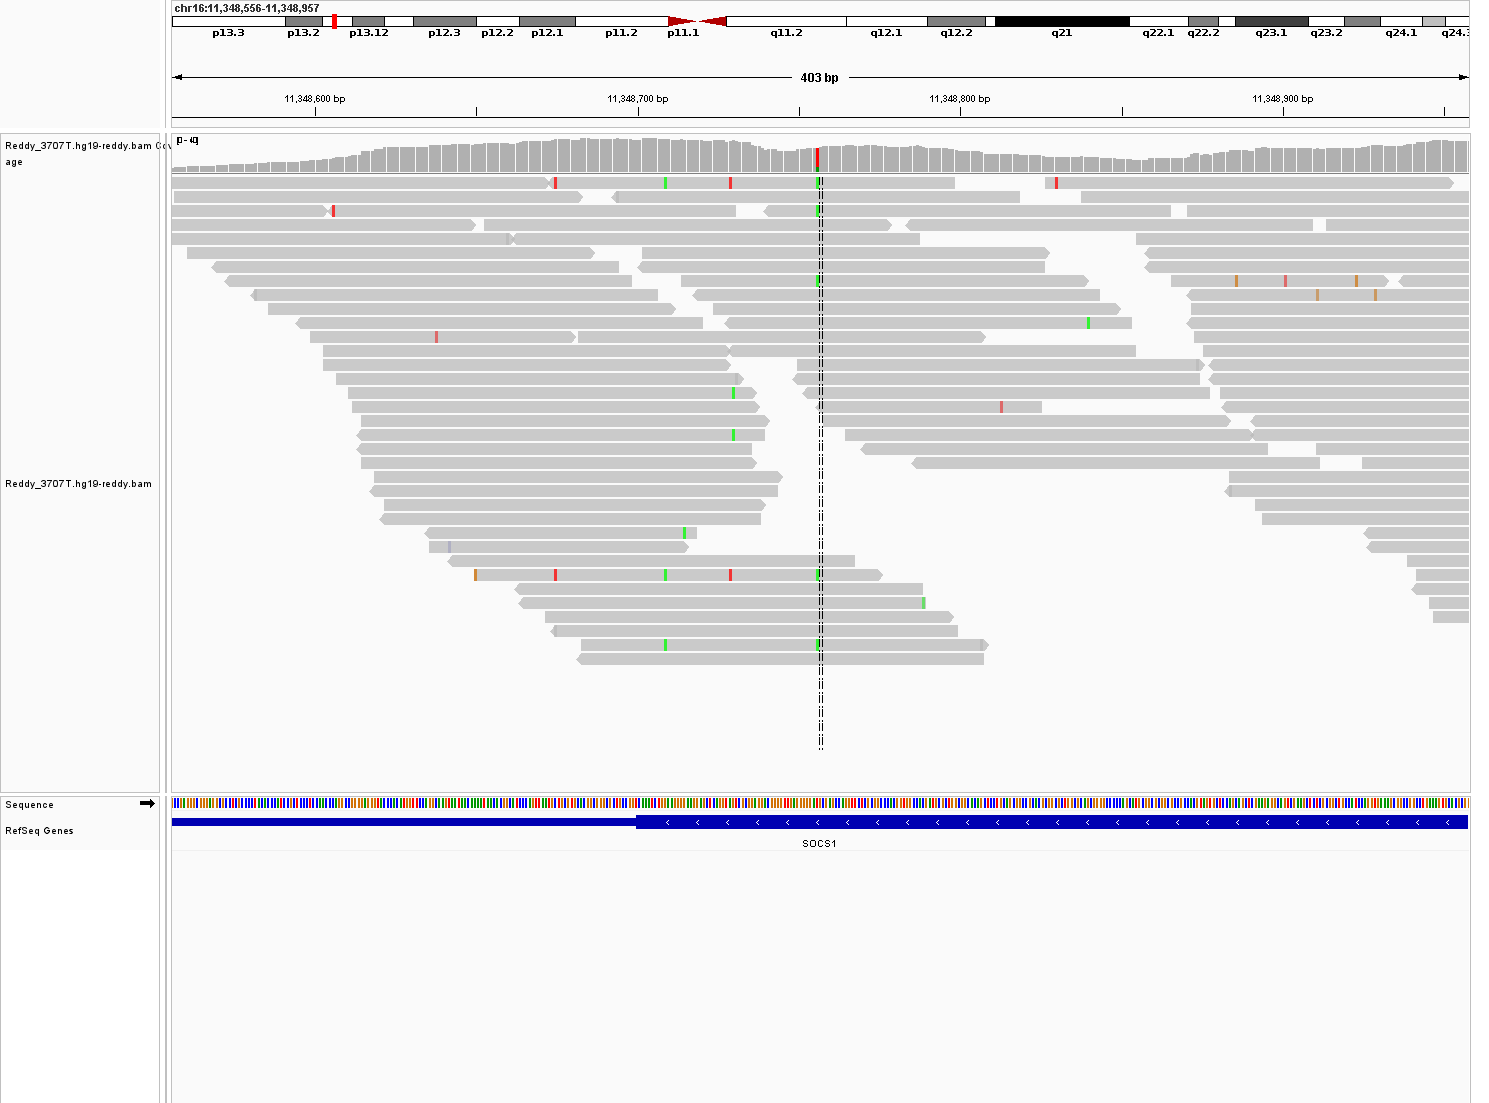 chr16:11,348,556-11,348,957
p13.3 p13.2 p13.12 p12.3 p12.2 p12.1 p11.2 p11.1 q11.2 q12.1 q12.2 q21 q22.1 q22.2 q23.1 q23.2 q24.1 q24.3
403 bp
11,348,600 bp 11,348,700 bp 11,348,800 bp 11,348,900 bp
Reddy_3707T.hg19-reddy.bam Cov
age
Reddy_3707T.hg19-reddy.bam
Sequence
RefSeq Genes
SOCS1